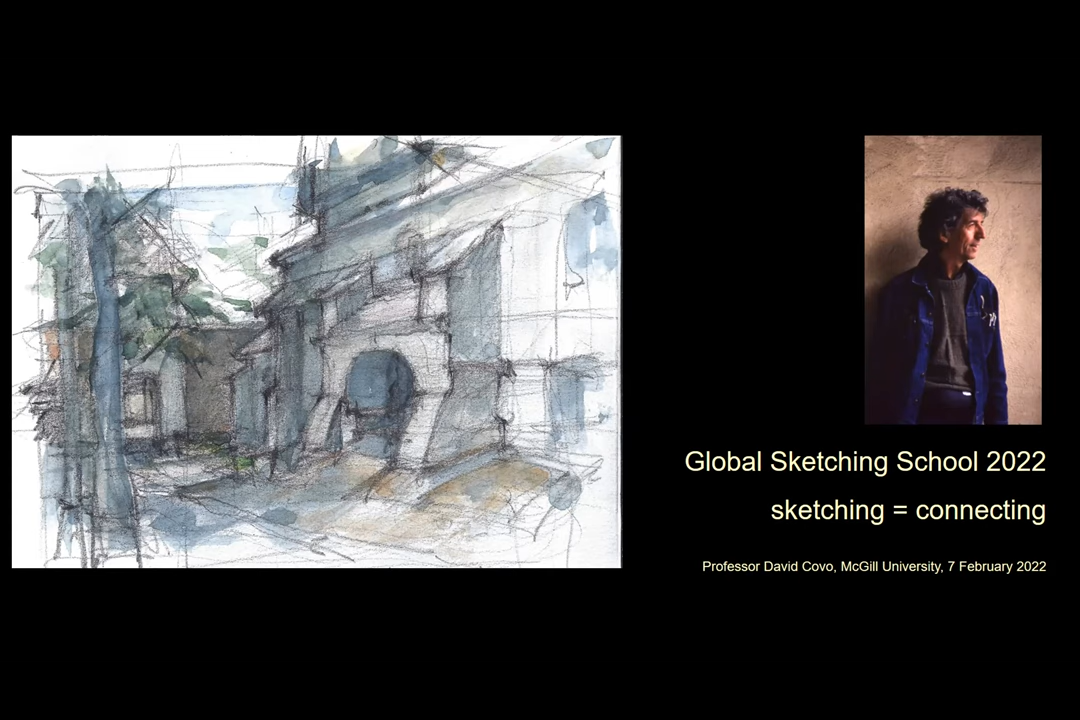 Global Sketching School 2022
sketching = connecting
Professor David Covo, McGill University, 7 February 2022